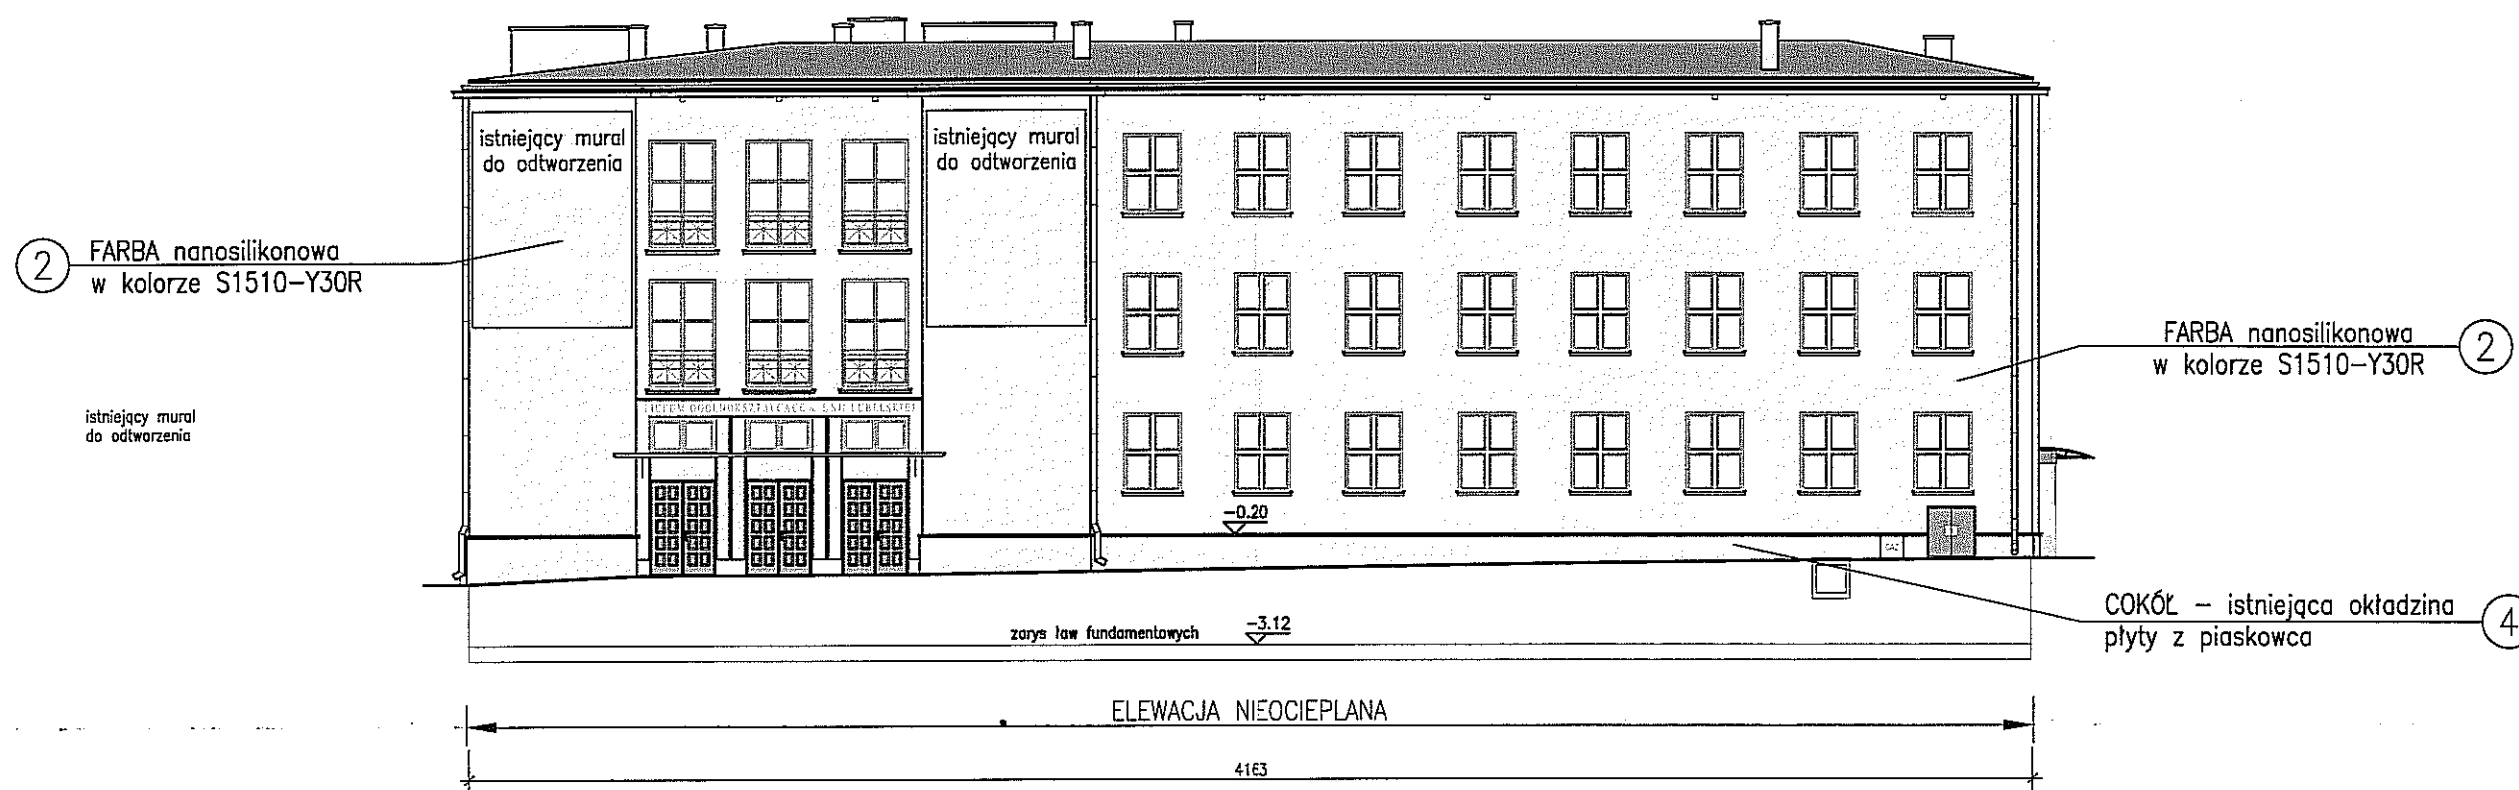 istniejący mural
do odtworzenia
istniejący mural
do odtworzenia
2
FARBA nanosilikonowa
w kolorze S1510-Y30R
FARBA nanosilikonowa
w kolorze S1510-Y30R
2
istniejący mural
do odtworzenia
-0.20
GAZ
COKÓŁ – istniejąca okładzina
płyty z piaskowca
4
zarys ław fundamentowych
-3.12
ELEWACJA NIEOCIEPLANA
4163